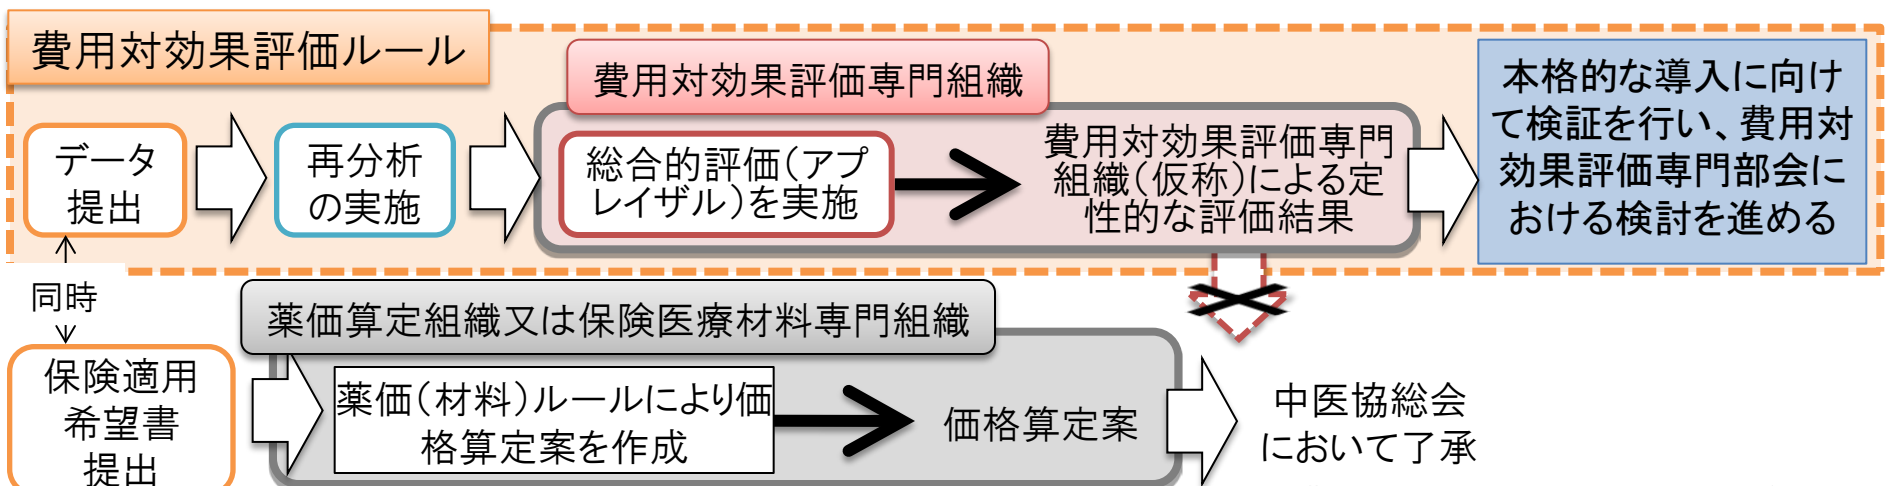 費用対効果評価ルール
費用対効果評価専門組織
データ
提出
再分析
の実施
総合的評価（アプ
レイザル）を実施
費用対効果評価専門
組織（仮称）による定
性的な評価結果
本格的な導入に向け
て検証を行い、費用対
効果評価専門部会に
おける検討を進める
同時
薬価算定組織又は保険医療材料専門組織
保険適用
希望書
提出
薬価（材料）ルールにより価
格算定案を作成
価格算定案
中医協総会
において了承